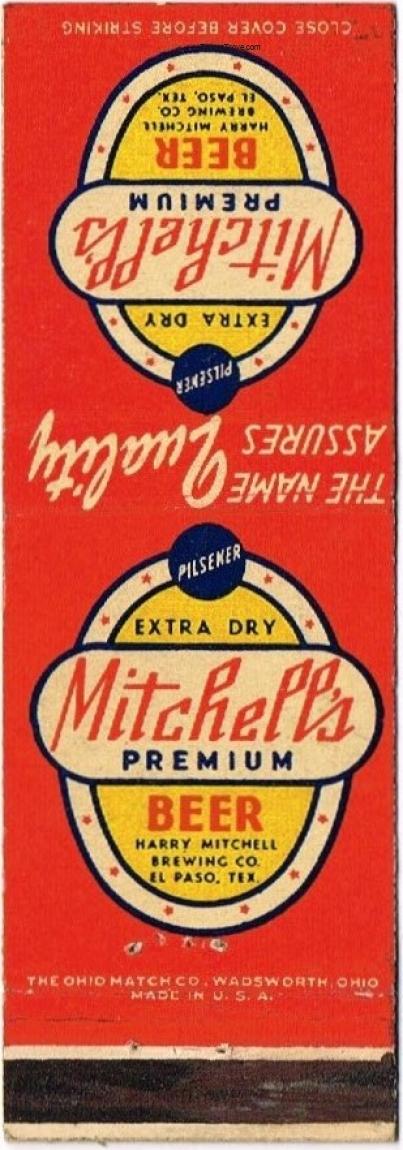 CLOSE COVER BEFORE STRIKING
HARRY MITCHELL
BREWING CO.
EL PASO, TEX.
BEER
PREMIUM
Mitchell's
EXTRA DRY
PILSENER
THE NAME
ASSURES
Quality
PILSENER
EXTRA DRY
Mitchell's
PREMIUM
BEER
HARRY MITCHELL
BREWING CO.
EL PASO, TEX.
THE OHIO MATCH CO., WADSWORTH, OHIO
MADE IN U. S. A.